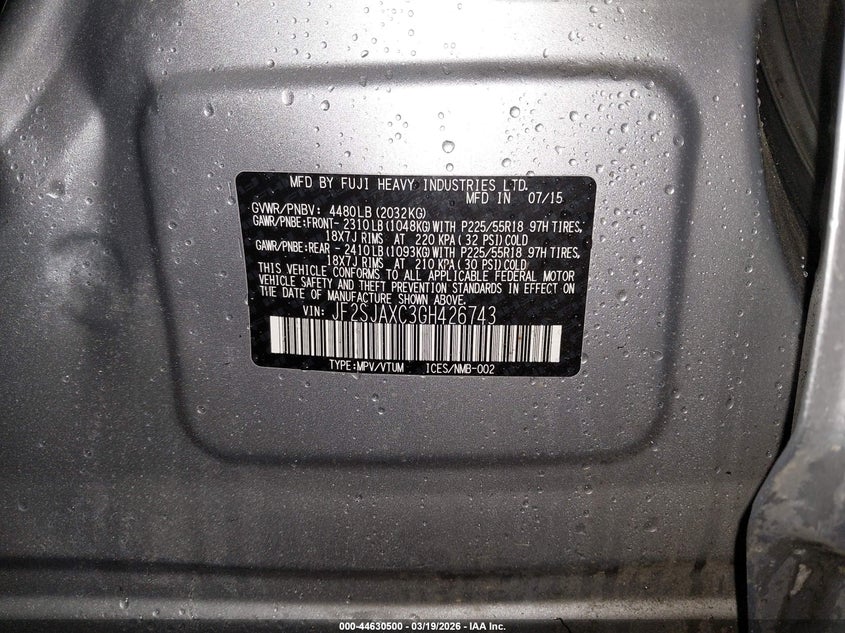 MFD BY FUJI HEAVY INDUSTRIES LTD.
MFD IN 07/15
GVWR/PNBV: 4480LB(2032KG)
GAWR/PNBE:FRONT-2310LB(1048KG)WITH P225/55R18 97H TIRES,
18X7J RIMS AT 220 KPA(32 PSI)COLD
GAWR/PNBE:REAR -2410LB(1093KG)WITH P225/55R18 97H TIRES,
18X7J RIMS AT 210 KPA(30 PSI)COLD
THIS VEHICLE CONFORMS TO ALL APPLICABLE FEDERAL MOTOR
VEHICLE SAFETY AND THEFT PREVENTION STANDARDS IN EFFECT ON
THE DATE OF MANUFACTURE SHOWN ABOVE.
VIN: JF2SJAXC3GH426743
TYPE:MPV/VTUM ICES/NMB-002
000-44630500 - 03/19/2026 - IAA Inc.